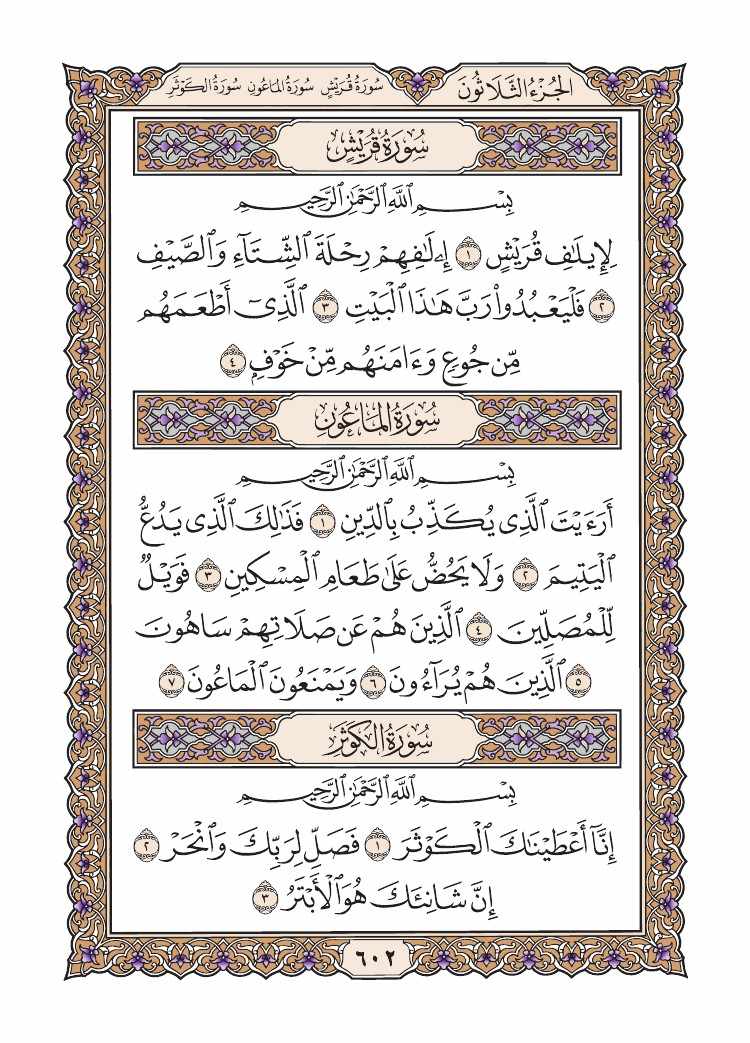 الجُزْءُ الثَّلَاثُونَ سُورَةُ قُرَيْشٍ سُورَةُ المَاعُونِ سُورَةُ الكَوْثَرِ
سُورَةُ قُرَيْشٍ
بِسْمِ ٱللَّهِ ٱلرَّحْمَٰنِ ٱلرَّحِيمِ
لِإِيلَٰفِ قُرَيْشٍ ١ إِۦلَٰفِهِمْ رِحْلَةَ ٱلشِّتَآءِ وَٱلصَّيْفِ
٢ فَلْيَعْبُدُوا۟ رَبَّ هَٰذَا ٱلْبَيْتِ ٣ ٱلَّذِىٓ أَطْعَمَهُم
مِّن جُوعٍ وَءَامَنَهُم مِّنْ خَوْفٍۭ ٤
سُورَةُ المَاعُونِ
بِسْمِ ٱللَّهِ ٱلرَّحْمَٰنِ ٱلرَّحِيمِ
أَرَءَيْتَ ٱلَّذِى يُكَذِّبُ بِٱلدِّينِ ١ فَذَٰلِكَ ٱلَّذِى يَدُعُّ
ٱلْيَتِيمَ ٢ وَلَا يَحُضُّ عَلَىٰ طَعَامِ ٱلْمِسْكِينِ ٣ فَوَيْلٌ
لِّلْمُصَلِّينَ ٤ ٱلَّذِينَ هُمْ عَن صَلَاتِهِمْ سَاهُونَ
٥ ٱلَّذِينَ هُمْ يُرَآءُونَ ٦ وَيَمْنَعُونَ ٱلْمَاعُونَ ٧
سُورَةُ الكَوْثَرِ
بِسْمِ ٱللَّهِ ٱلرَّحْمَٰنِ ٱلرَّحِيمِ
إِنَّآ أَعْطَيْنَٰكَ ٱلْكَوْثَرَ ١ فَصَلِّ لِرَبِّكَ وَٱنْحَرْ ٢
إِنَّ شَانِئَكَ هُوَ ٱلْأَبْتَرُ ٣
٦٠٢